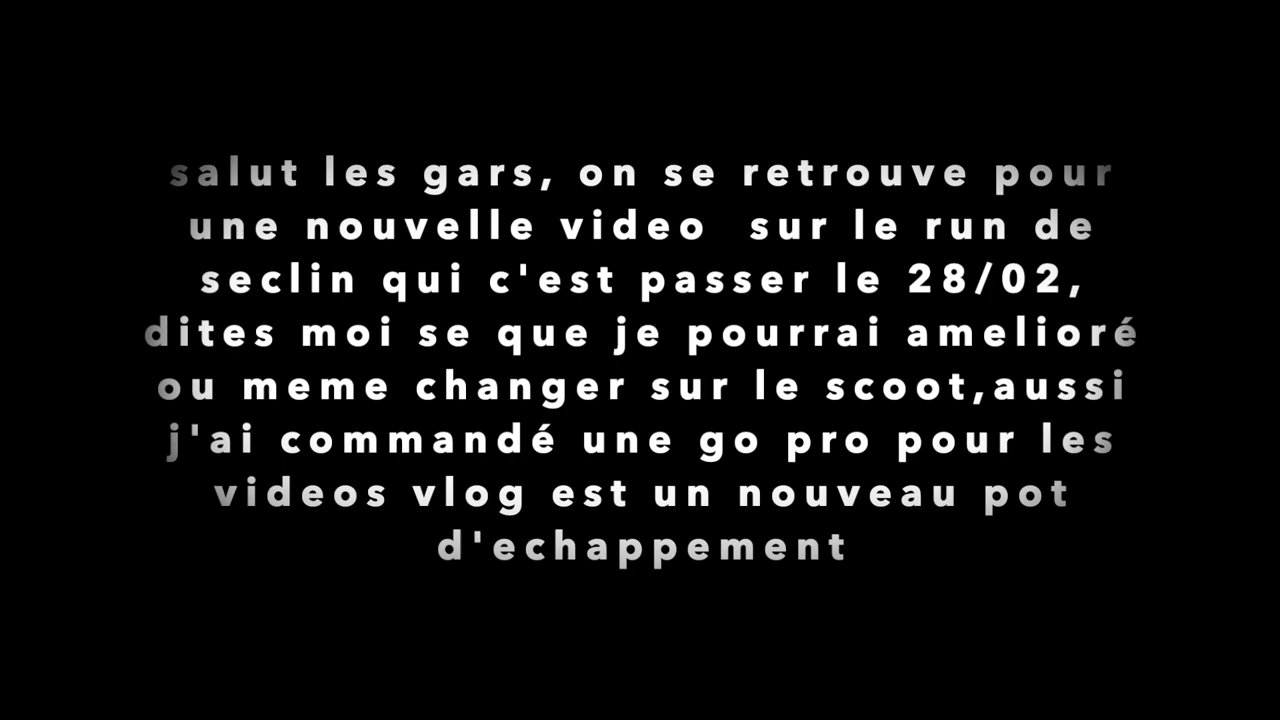 salut les gars, on se retrouve pour
une nouvelle video  sur le run de
seclin qui c'est passer le 28/02,
dites moi se que je pourrai amelioré
ou meme changer sur le scoot,aussi
j'ai commandé une go pro pour les
videos vlog est un nouveau pot
d'echappement